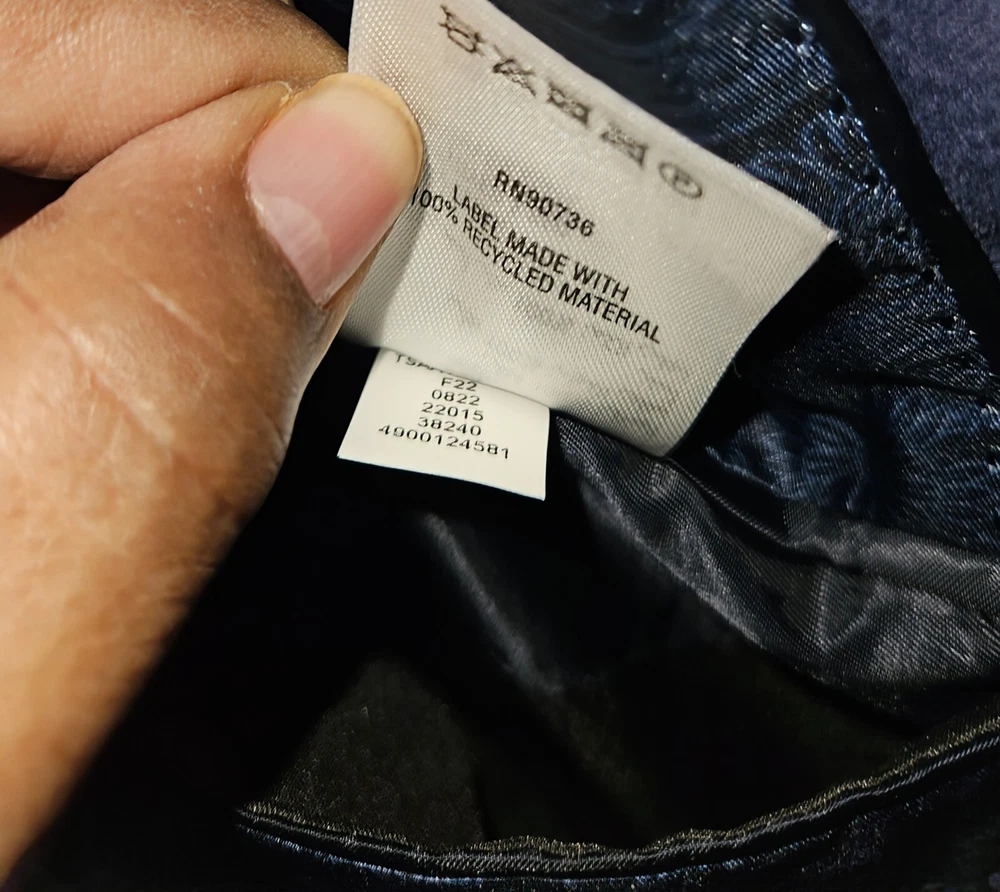 P
RN90736
LABEL MADE WITH
100% RECYCLED MATERIAL
F22
0822
22015
38240
4900124581